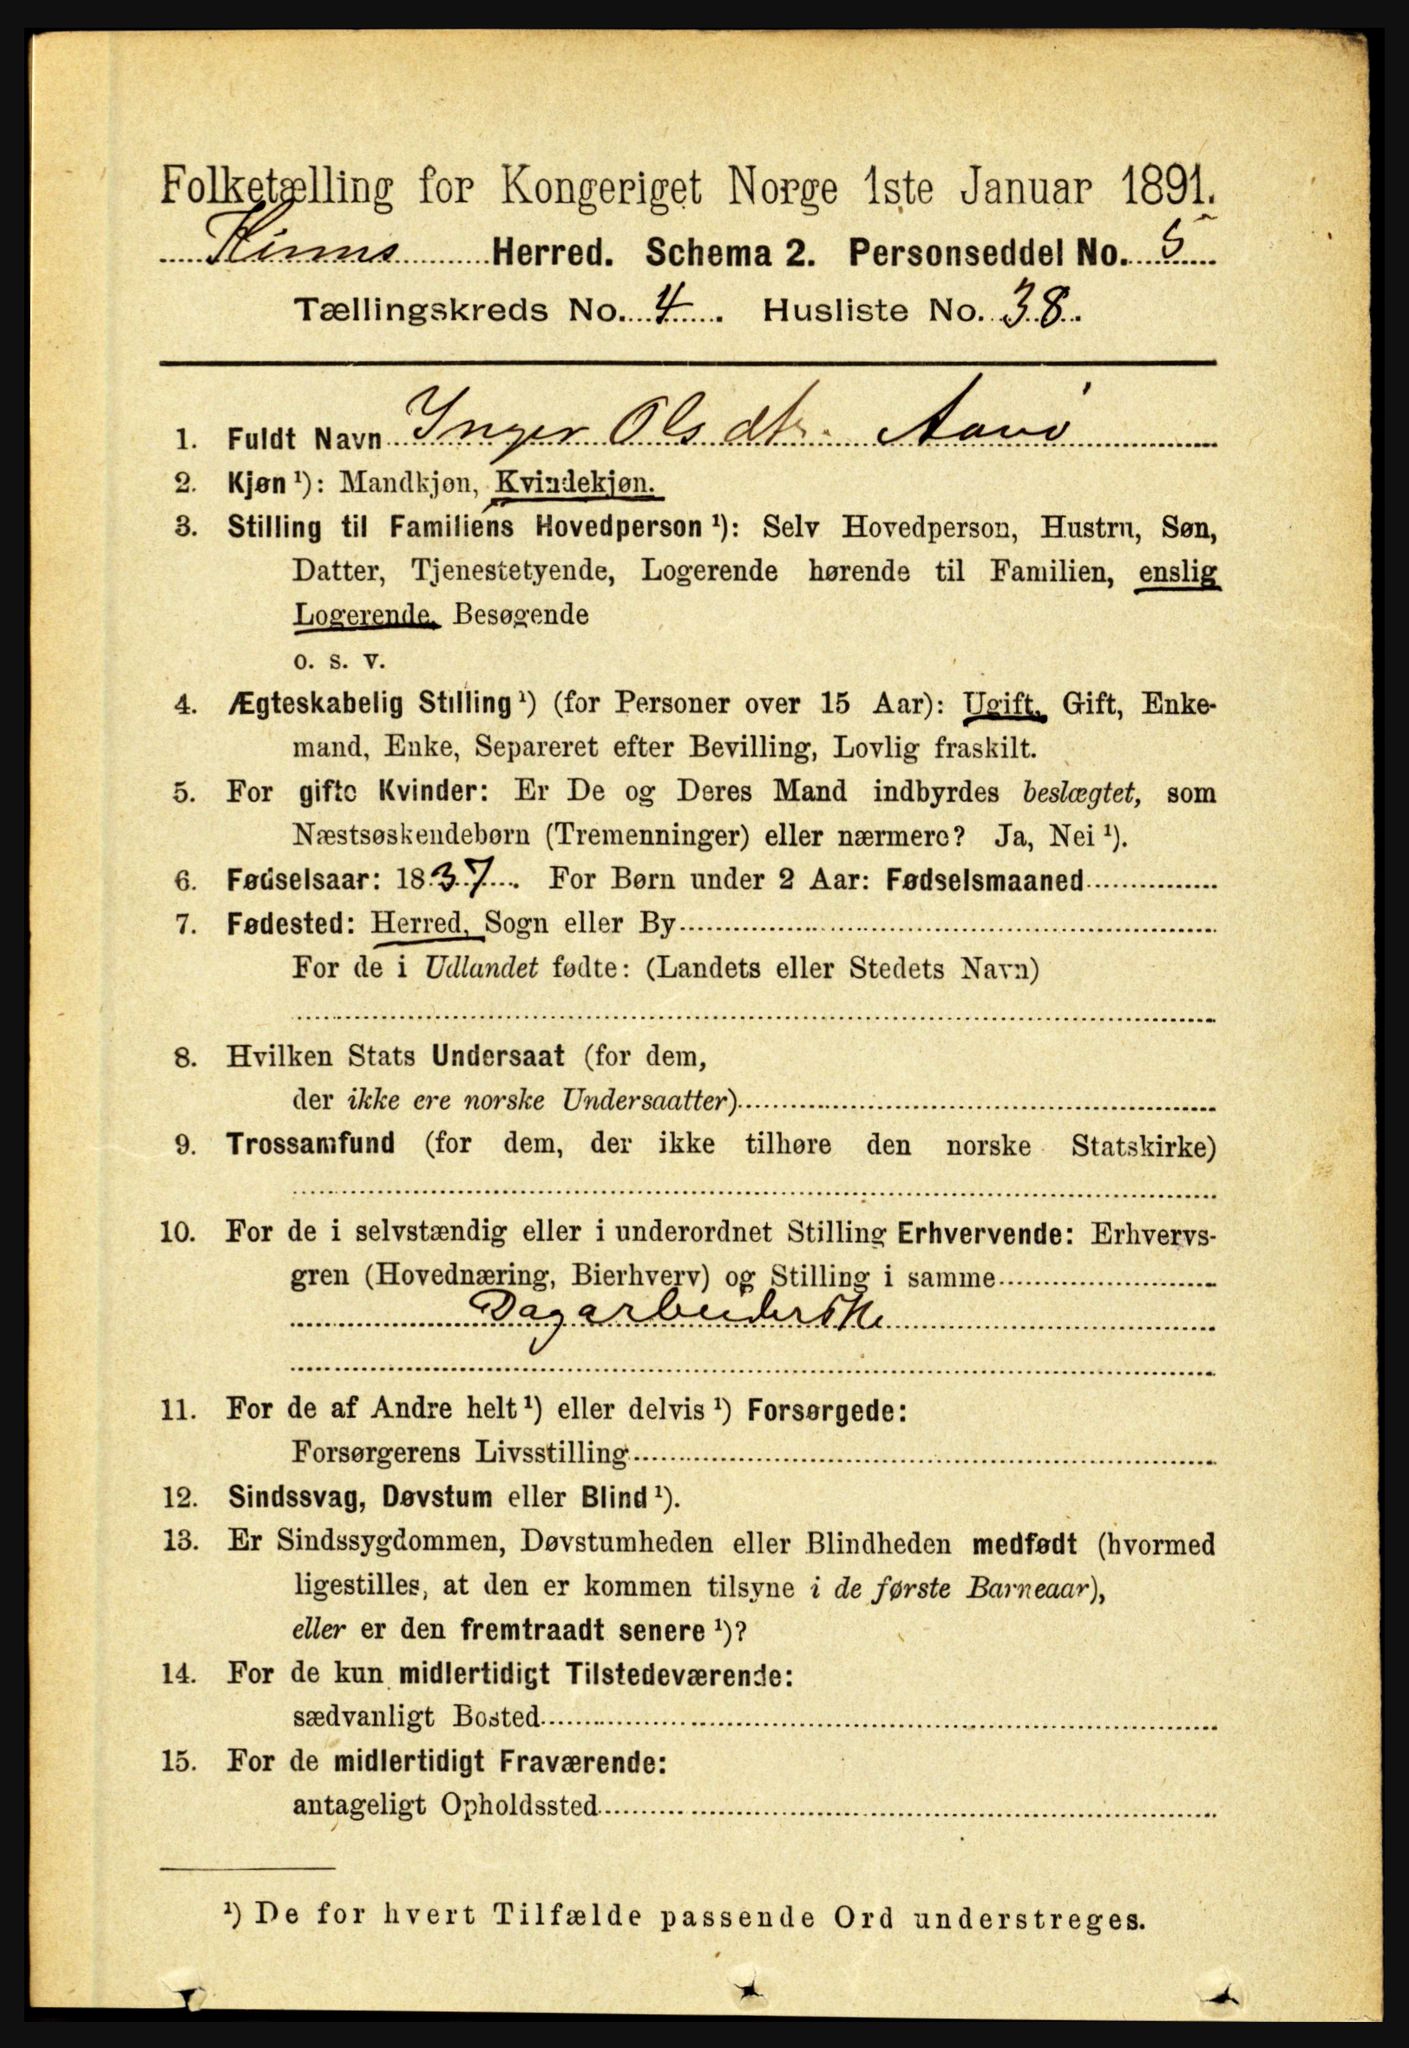 Folketælling for Kongeriget Norge 1ste Januar 1891.
Kinns Herred. Schema 2. Personseddel No. 5
Tællingskreds No. 4. Husliste No. 38.
1. Fuldt Navn Inger Olsdtr. Aavø
2. Kjøn ¹): Mandkjøn, Kvindekjøn.
3. Stilling til Familiens Hovedperson ¹): Selv Hovedperson, Hustru, Søn,
Datter, Tjenestetyende, Logerende hørende til Familien, enslig
Logerende, Besøgende
o. s. v.
4. Ægteskabelig Stilling ¹) (for Personer over 15 Aar): Ugift, Gift, Enke-
mand, Enke, Separeret efter Bevilling, Lovlig fraskilt.
5. For gifte Kvinder: Er De og Deres Mand indbyrdes beslægtet, som
Næstsøskendebørn (Tremenninger) eller nærmere? Ja, Nei ¹).
6. Fødselsaar: 1837. For Børn under 2 Aar: Fødselsmaaned
7. Fødested: Herred, Sogn eller By
For de i Udlandet fødte: (Landets eller Stedets Navn)
8. Hvilken Stats Undersaat (for dem,
der ikke ere norske Undersaatter)
9. Trossamfund (for dem, der ikke tilhøre den norske Statskirke)
10. For de i selvstændig eller i underordnet Stilling Erhvervende: Erhvervs-
gren (Hovednæring, Bierhverv) og Stilling i samme
Dagarbeiderske
11. For de af Andre helt ¹) eller delvis ¹) Forsørgede:
Forsørgerens Livsstilling
12. Sindssvag, Døvstum eller Blind ¹).
13. Er Sindssygdommen, Døvstumheden eller Blindheden medfødt (hvormed
ligestilles, at den er kommen tilsyne i de første Barneaar),
eller er den fremtraadt senere ¹)?
14. For de kun midlertidigt Tilstedeværende:
sædvanligt Bosted
15. For de midlertidigt Fraværende:
antageligt Opholdssted
¹) De for hvert Tilfælde passende Ord understreges.